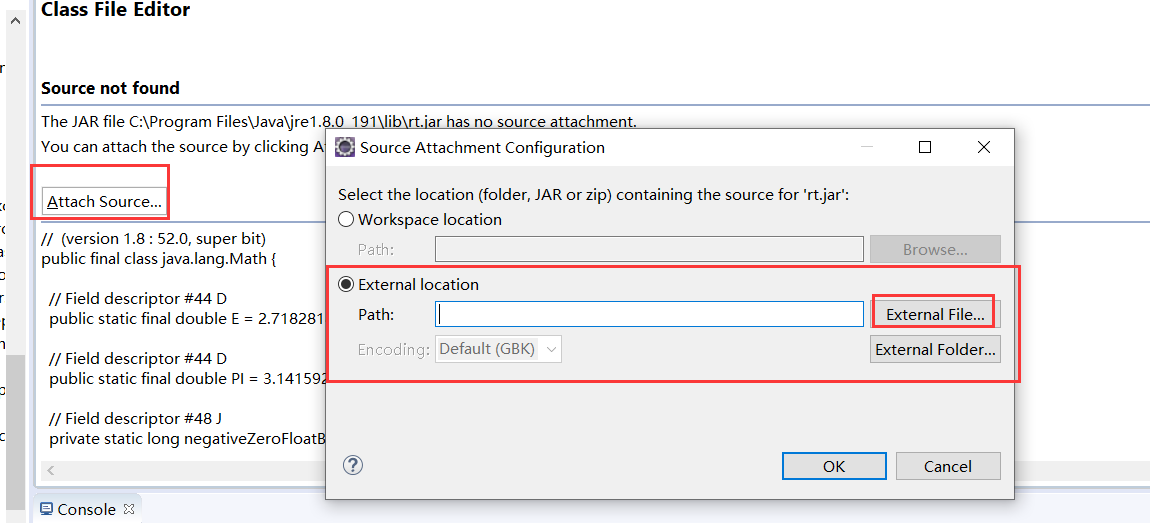 Class File Editor
Source not found
The JAR file C:\Program Files\Java\jre1.8.0_191\lib\rt.jar has no source attachment.
You can attach the source by clicking A
Attach Source...
// (version 1.8 : 52.0, super bit)
public final class java.lang.Math {
// Field descriptor #44 D
public static final double E = 2.718281
// Field descriptor #44 D
public static final double PI = 3.141592
// Field descriptor #48 J
private static long negativeZeroFloatB
Console
Source Attachment Configuration
Select the location (folder, JAR or zip) containing the source for 'rt.jar':
Workspace location
Path:
Browse...
External location
Path:
External File...
Encoding:
Default (GBK)
External Folder...
OK
Cancel